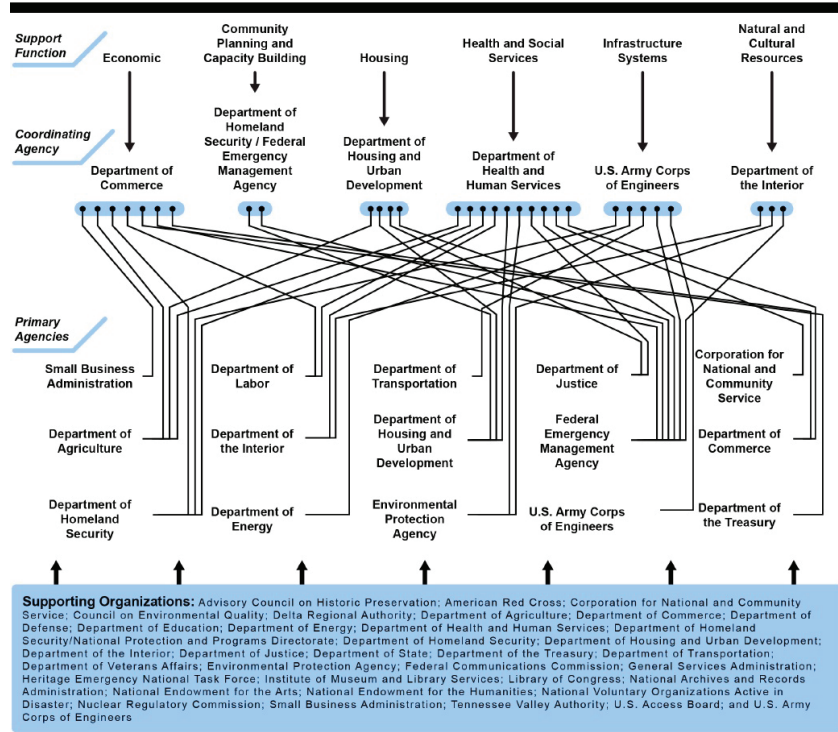 Support
Function
Economic
Community
Planning and
Capacity Building
Housing
Health and Social
Services
Infrastructure
Systems
Natural and
Cultural
Resources
Coordinating
Agency
Department of
Commerce
Department of
Homeland
Security / Federal
Emergency
Management
Agency
Department of
Housing and
Urban
Development
Department of
Health and
Human Services
U.S. Army Corps
of Engineers
Department of
the Interior
Primary
Agencies
Small Business
Administration
Department of
Labor
Department of
Transportation
Department of
Justice
Corporation for
National and
Community
Service
Department of
Agriculture
Department of
the Interior
Department of
Housing and
Urban
Development
Federal
Emergency
Management
Agency
Department of
Commerce
Department of
Homeland
Security
Department of
Energy
Environmental
Protection
Agency
U.S. Army Corps
of Engineers
Department of
the Treasury
Supporting Organizations: Advisory Council on Historic Preservation; American Red Cross; Corporation for National and Community
Service; Council on Environmental Quality; Delta Regional Authority; Department of Agriculture; Department of Commerce; Department of
Defense; Department of Education; Department of Energy; Department of Health and Human Services; Department of Homeland
Security/National Protection and Programs Directorate; Department of Homeland Security; Department of Housing and Urban Development;
Department of the Interior; Department of Justice; Department of State; Department of the Treasury; Department of Transportation;
Department of Veterans Affairs; Environmental Protection Agency; Federal Communications Commission; General Services Administration;
Heritage Emergency National Task Force; Institute of Museum and Library Services; Library of Congress; National Archives and Records
Administration; National Endowment for the Arts; National Endowment for the Humanities; National Voluntary Organizations Active in
Disaster; Nuclear Regulatory Commission; Small Business Administration; Tennessee Valley Authority; U.S. Access Board; and U.S. Army
Corps of Engineers